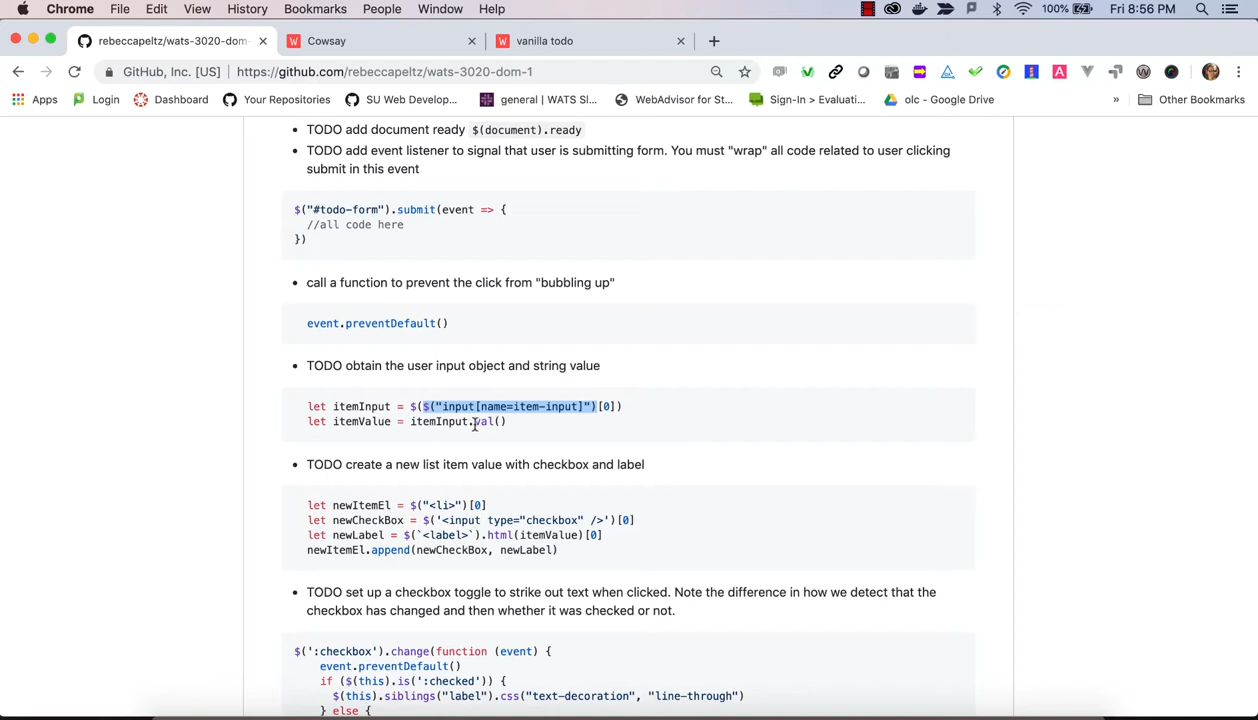 Chrome File Edit View History Bookmarks People Window Help 100% Fri 8:56 PM
rebeccapeltz/wats-3020-dom- Cowsay vanilla todo
GitHub, Inc. [US] https://github.com/rebeccapeltz/wats-3020-dom-1
Apps Login Dashboard Your Repositories SU Web Develop... general | WATS Sl... WebAdvisor for St... Sign-In > Evaluati... olc - Google Drive » Other Bookmarks
• TODO add document ready $(document).ready
• TODO add event listener to signal that user is submitting form. You must "wrap" all code related to user clicking
submit in this event
$("#todo-form").submit(event => {
//all code here
})
• call a function to prevent the click from "bubbling up"
event.preventDefault()
• TODO obtain the user input object and string value
let itemInput = $($("input[name=item-input]")[0])
let itemValue = itemInput.val()
• TODO create a new list item value with checkbox and label
let newItemEl = $("<li>")[0]
let newCheckBox = $('<input type="checkbox" />')[0]
let newLabel = $(`<label>`).html(itemValue)[0]
newItemEl.append(newCheckBox, newLabel)
• TODO set up a checkbox toggle to strike out text when clicked. Note the difference in how we detect that the
checkbox has changed and then whether it was checked or not.
$(':checkbox').change(function (event) {
event.preventDefault()
if ($(this).is(':checked')) {
$(this).siblings("label").css("text-decoration", "line-through")
} else {